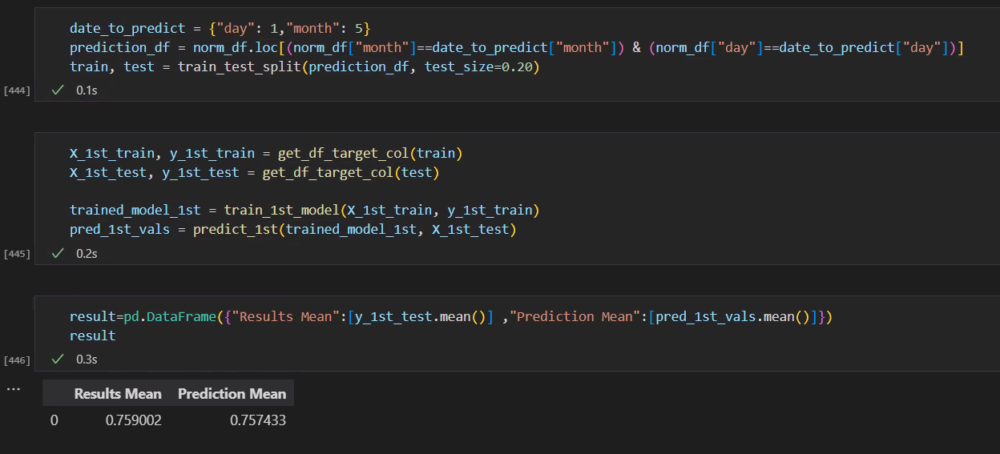 date_to_predict = {"day": 1,"month": 5}
prediction_df = norm_df.loc[(norm_df["month"]==date_to_predict["month"]) & (norm_df["day"]==date_to_predict["day"])]
train, test = train_test_split(prediction_df, test_size=0.20)
[444] ✓ 0.1s
X_1st_train, y_1st_train = get_df_target_col(train)
X_1st_test, y_1st_test = get_df_target_col(test)
trained_model_1st = train_1st_model(X_1st_train, y_1st_train)
pred_1st_vals = predict_1st(trained_model_1st, X_1st_test)
[445] ✓ 0.2s
result=pd.DataFrame({"Results Mean":[y_1st_test.mean()] ,"Prediction Mean":[pred_1st_vals.mean()]})
result
[446] ✓ 0.3s
...
Results Mean Prediction Mean
0 0.759002 0.757433